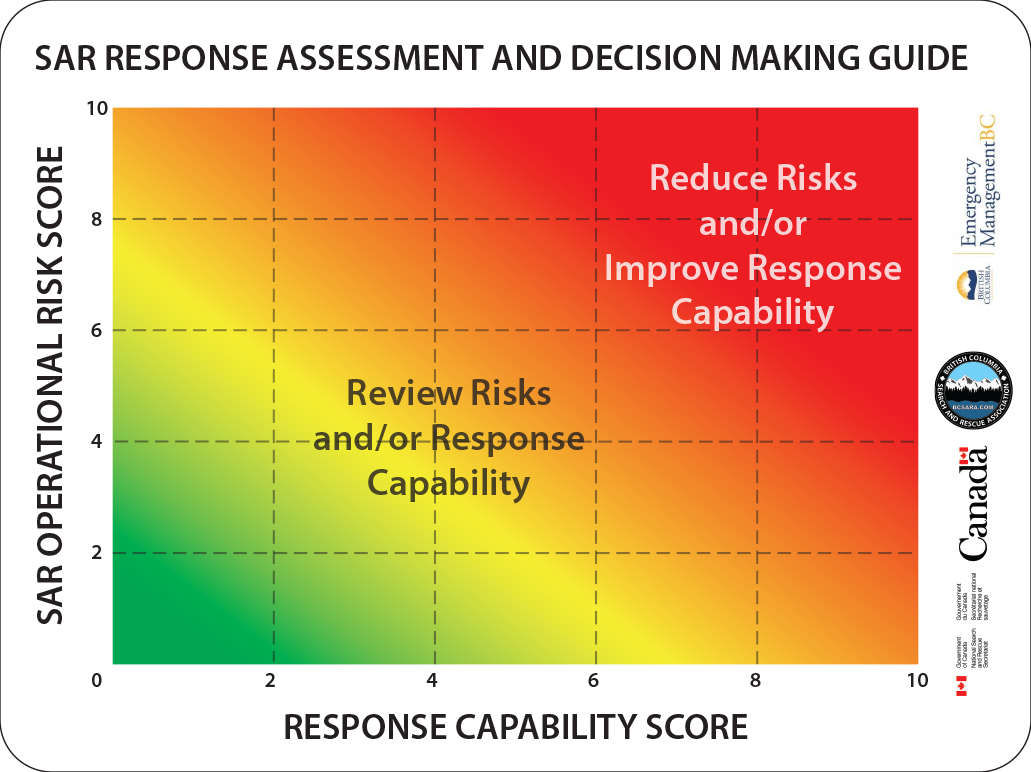 SAR RESPONSE ASSESSMENT AND DECISION MAKING GUIDE
SAR OPERATIONAL RISK SCORE
10
8
6
4
2
0
2
4
6
8
10
Reduce Risks
and/or
Improve Response
Capability
Review Risks
and/or Response
Capability
RESPONSE CAPABILITY SCORE
BRITISH
COLUMBIA
Emergency
ManagementBC
BRITISH COLUMBIA
SEARCH AND RESCUE ASSOCIATION
BCSARA.COM
Canada
Government
of Canada
National Search
and Rescue
Secretariat
Gouvernement
du Canada
Secrétariat national
Recherche et
sauvetage